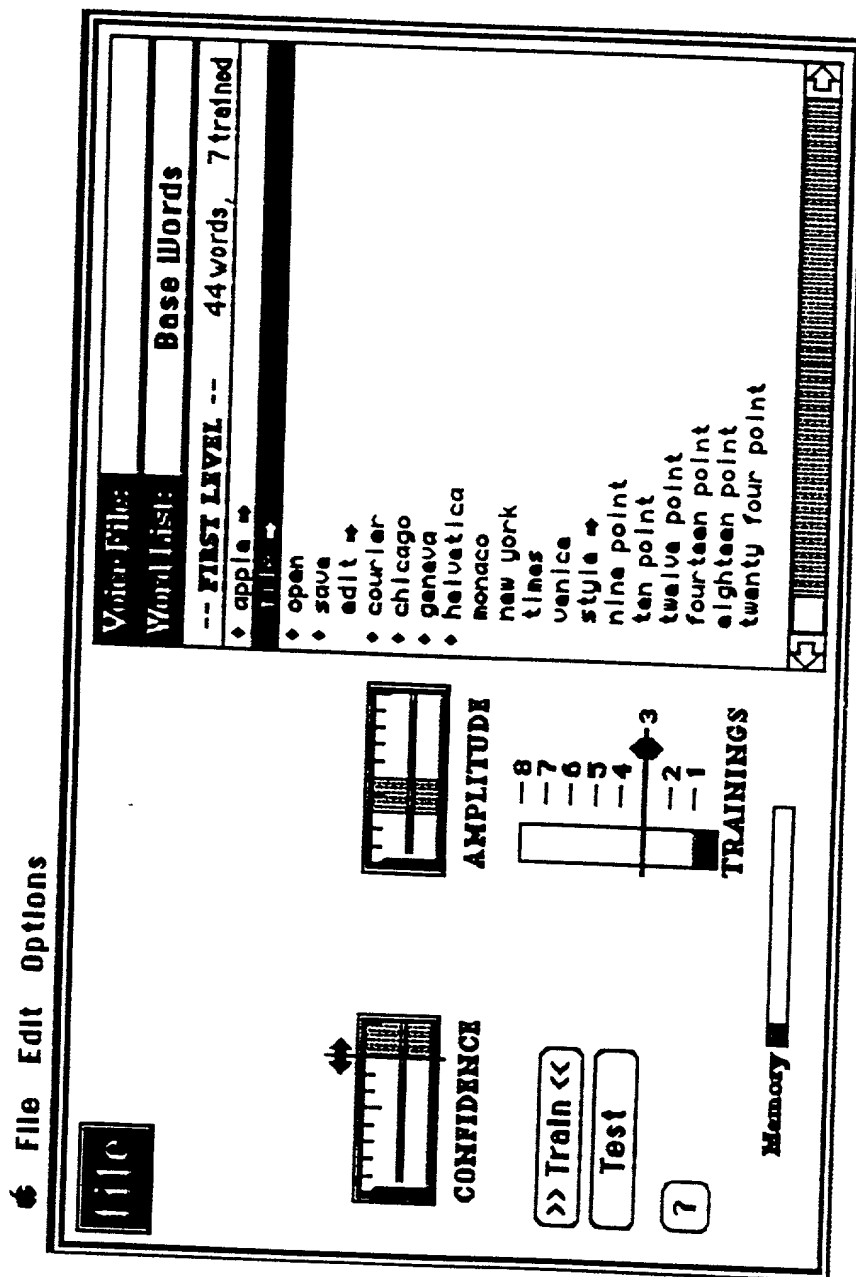 File Edit Options
file
Voice File:
Word List: Base Words
-- FIRST LEVEL -- 44 words, 7 trained
♦ apple ➡
file ➡
♦ open
♦ save
edit ➡
♦ courier
♦ chicago
♦ geneva
♦ helvetica
monaco
new york
times
venice
style ➡
nine point
ten point
twelve point
fourteen point
eighteen point
twenty four point
CONFIDENCE
AMPLITUDE
>> Train <<
Test
?
—8
—7
—6
—5
—4
3
—2
—1
TRAININGS
Memory